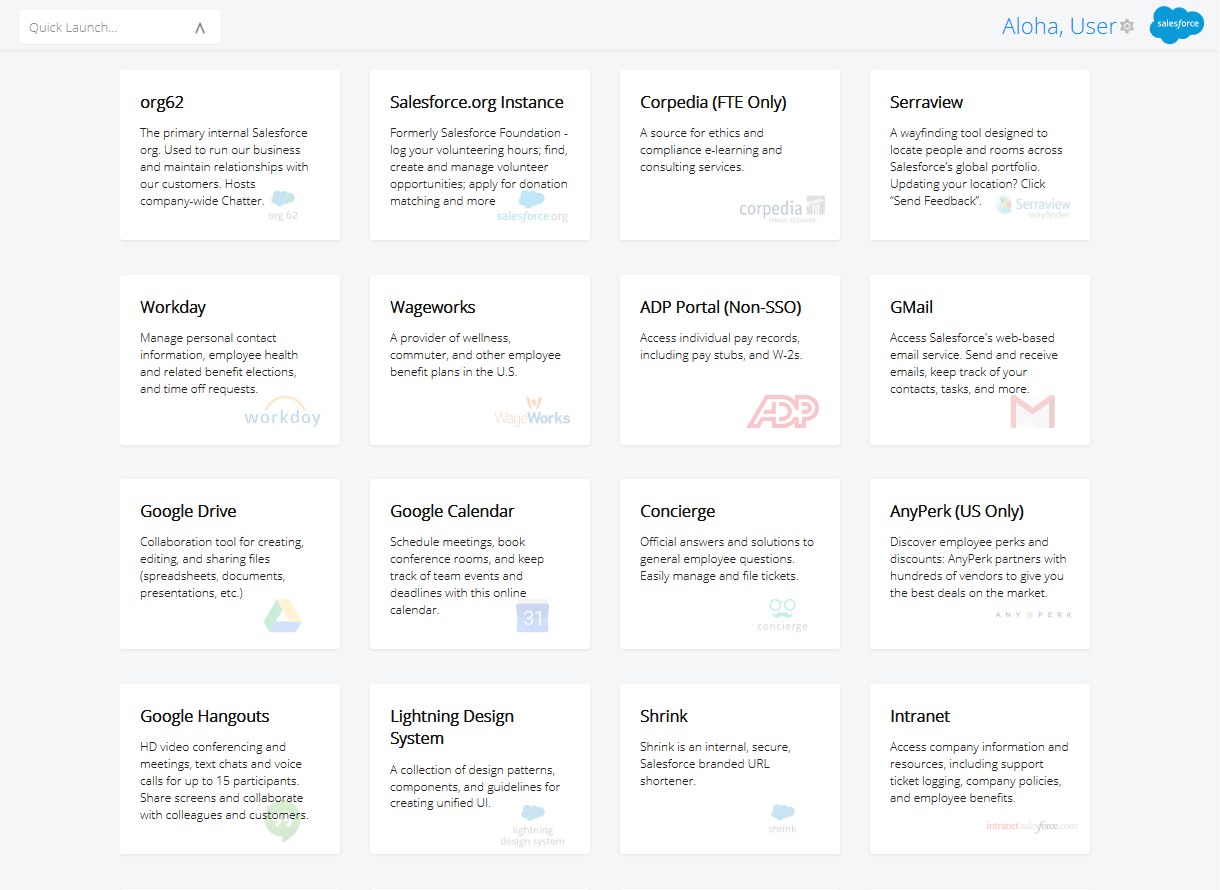 Quick Launch...
Aloha, User
salesforce
org62
The primary internal Salesforce
org. Used to run our business
and maintain relationships with
our customers. Hosts
company-wide Chatter.
org 62
Salesforce.org Instance
Formerly Salesforce Foundation -
log your volunteering hours; find,
create and manage volunteer
opportunities; apply for donation
matching and more
salesforce.org
Corpedia (FTE Only)
A source for ethics and
compliance e-learning and
consulting services.
corpedia
ETHICS. ELEVATED.
Serraview
A wayfinding tool designed to
locate people and rooms across
Salesforce's global portfolio.
Updating your location? Click
“Send Feedback”.
Serraview
wayfinder
Workday
Manage personal contact
information, employee health
and related benefit elections,
and time off requests.
workday
Wageworks
A provider of wellness,
commuter, and other employee
benefit plans in the U.S.
WageWorks
ADP Portal (Non-SSO)
Access individual pay records,
including pay stubs, and W-2s.
ADP
GMail
Access Salesforce's web-based
email service. Send and receive
emails, keep track of your
contacts, tasks, and more.
Google Drive
Collaboration tool for creating,
editing, and sharing files
(spreadsheets, documents,
presentations, etc.)
Google Calendar
Schedule meetings, book
conference rooms, and keep
track of team events and
deadlines with this online
calendar.
31
Concierge
Official answers and solutions to
general employee questions.
Easily manage and file tickets.
concierge
AnyPerk (US Only)
Discover employee perks and
discounts: AnyPerk partners with
hundreds of vendors to give you
the best deals on the market.
ANYPERK
Google Hangouts
HD video conferencing and
meetings, text chats and voice
calls for up to 15 participants.
Share screens and collaborate
with colleagues and customers.
Lightning Design
System
A collection of design patterns,
components, and guidelines for
creating unified UI.
lightning
design system
Shrink
Shrink is an internal, secure,
Salesforce branded URL
shortener.
shrink
Intranet
Access company information and
resources, including support
ticket logging, company policies,
and employee benefits.
intranet.salesforce.com